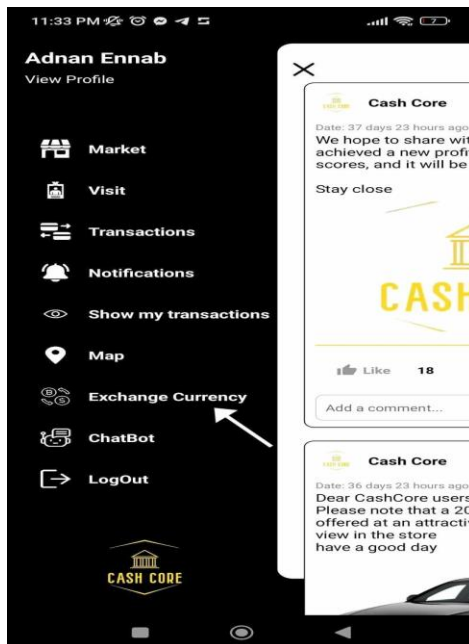 11:33 PM
7
Adnan Ennab
View Profile
Market
Visit
Transactions
Notifications
Show my transactions
Map
Exchange Currency
ChatBot
LogOut
CASH CORE
Cash Core
Date: 37 days 23 hours ago
We hope to share wit
achieved a new profi
scores, and it will be
Stay close
CASH
Like 18
Add a comment...
Cash Core
Date: 36 days 23 hours ago
Dear CashCore users
Please note that a 20
offered at an attractiv
view in the store
have a good day